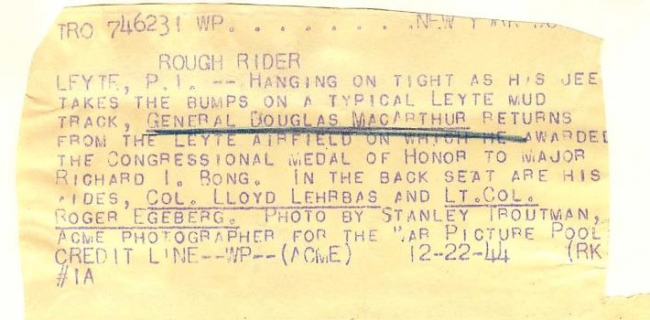 TRO 746231 WP. . . . . . . . NEW Y
ROUGH RIDER
LEYTE, P.I. -- HANGING ON TIGHT AS HIS JEE
TAKES THE BUMPS ON A TYPICAL LEYTE MUD
TRACK, GENERAL DOUGLAS MACARTHUR RETURNS
FROM THE LEYTE AIRFIELD ON WHICH HE AWARDED
THE CONGRESSIONAL MEDAL OF HONOR TO MAJOR
RICHARD I. BONG. IN THE BACK SEAT ARE HIS
AIDES, COL. LLOYD LEHRBAS AND LT.COL.
ROGER EGEBERG. PHOTO BY STANLEY TROUTMAN,
ACME PHOTOGRAPHER FOR THE WAR PICTURE POOL
CREDIT LINE--WP--(ACME) 12-22-44 (RK
#1A